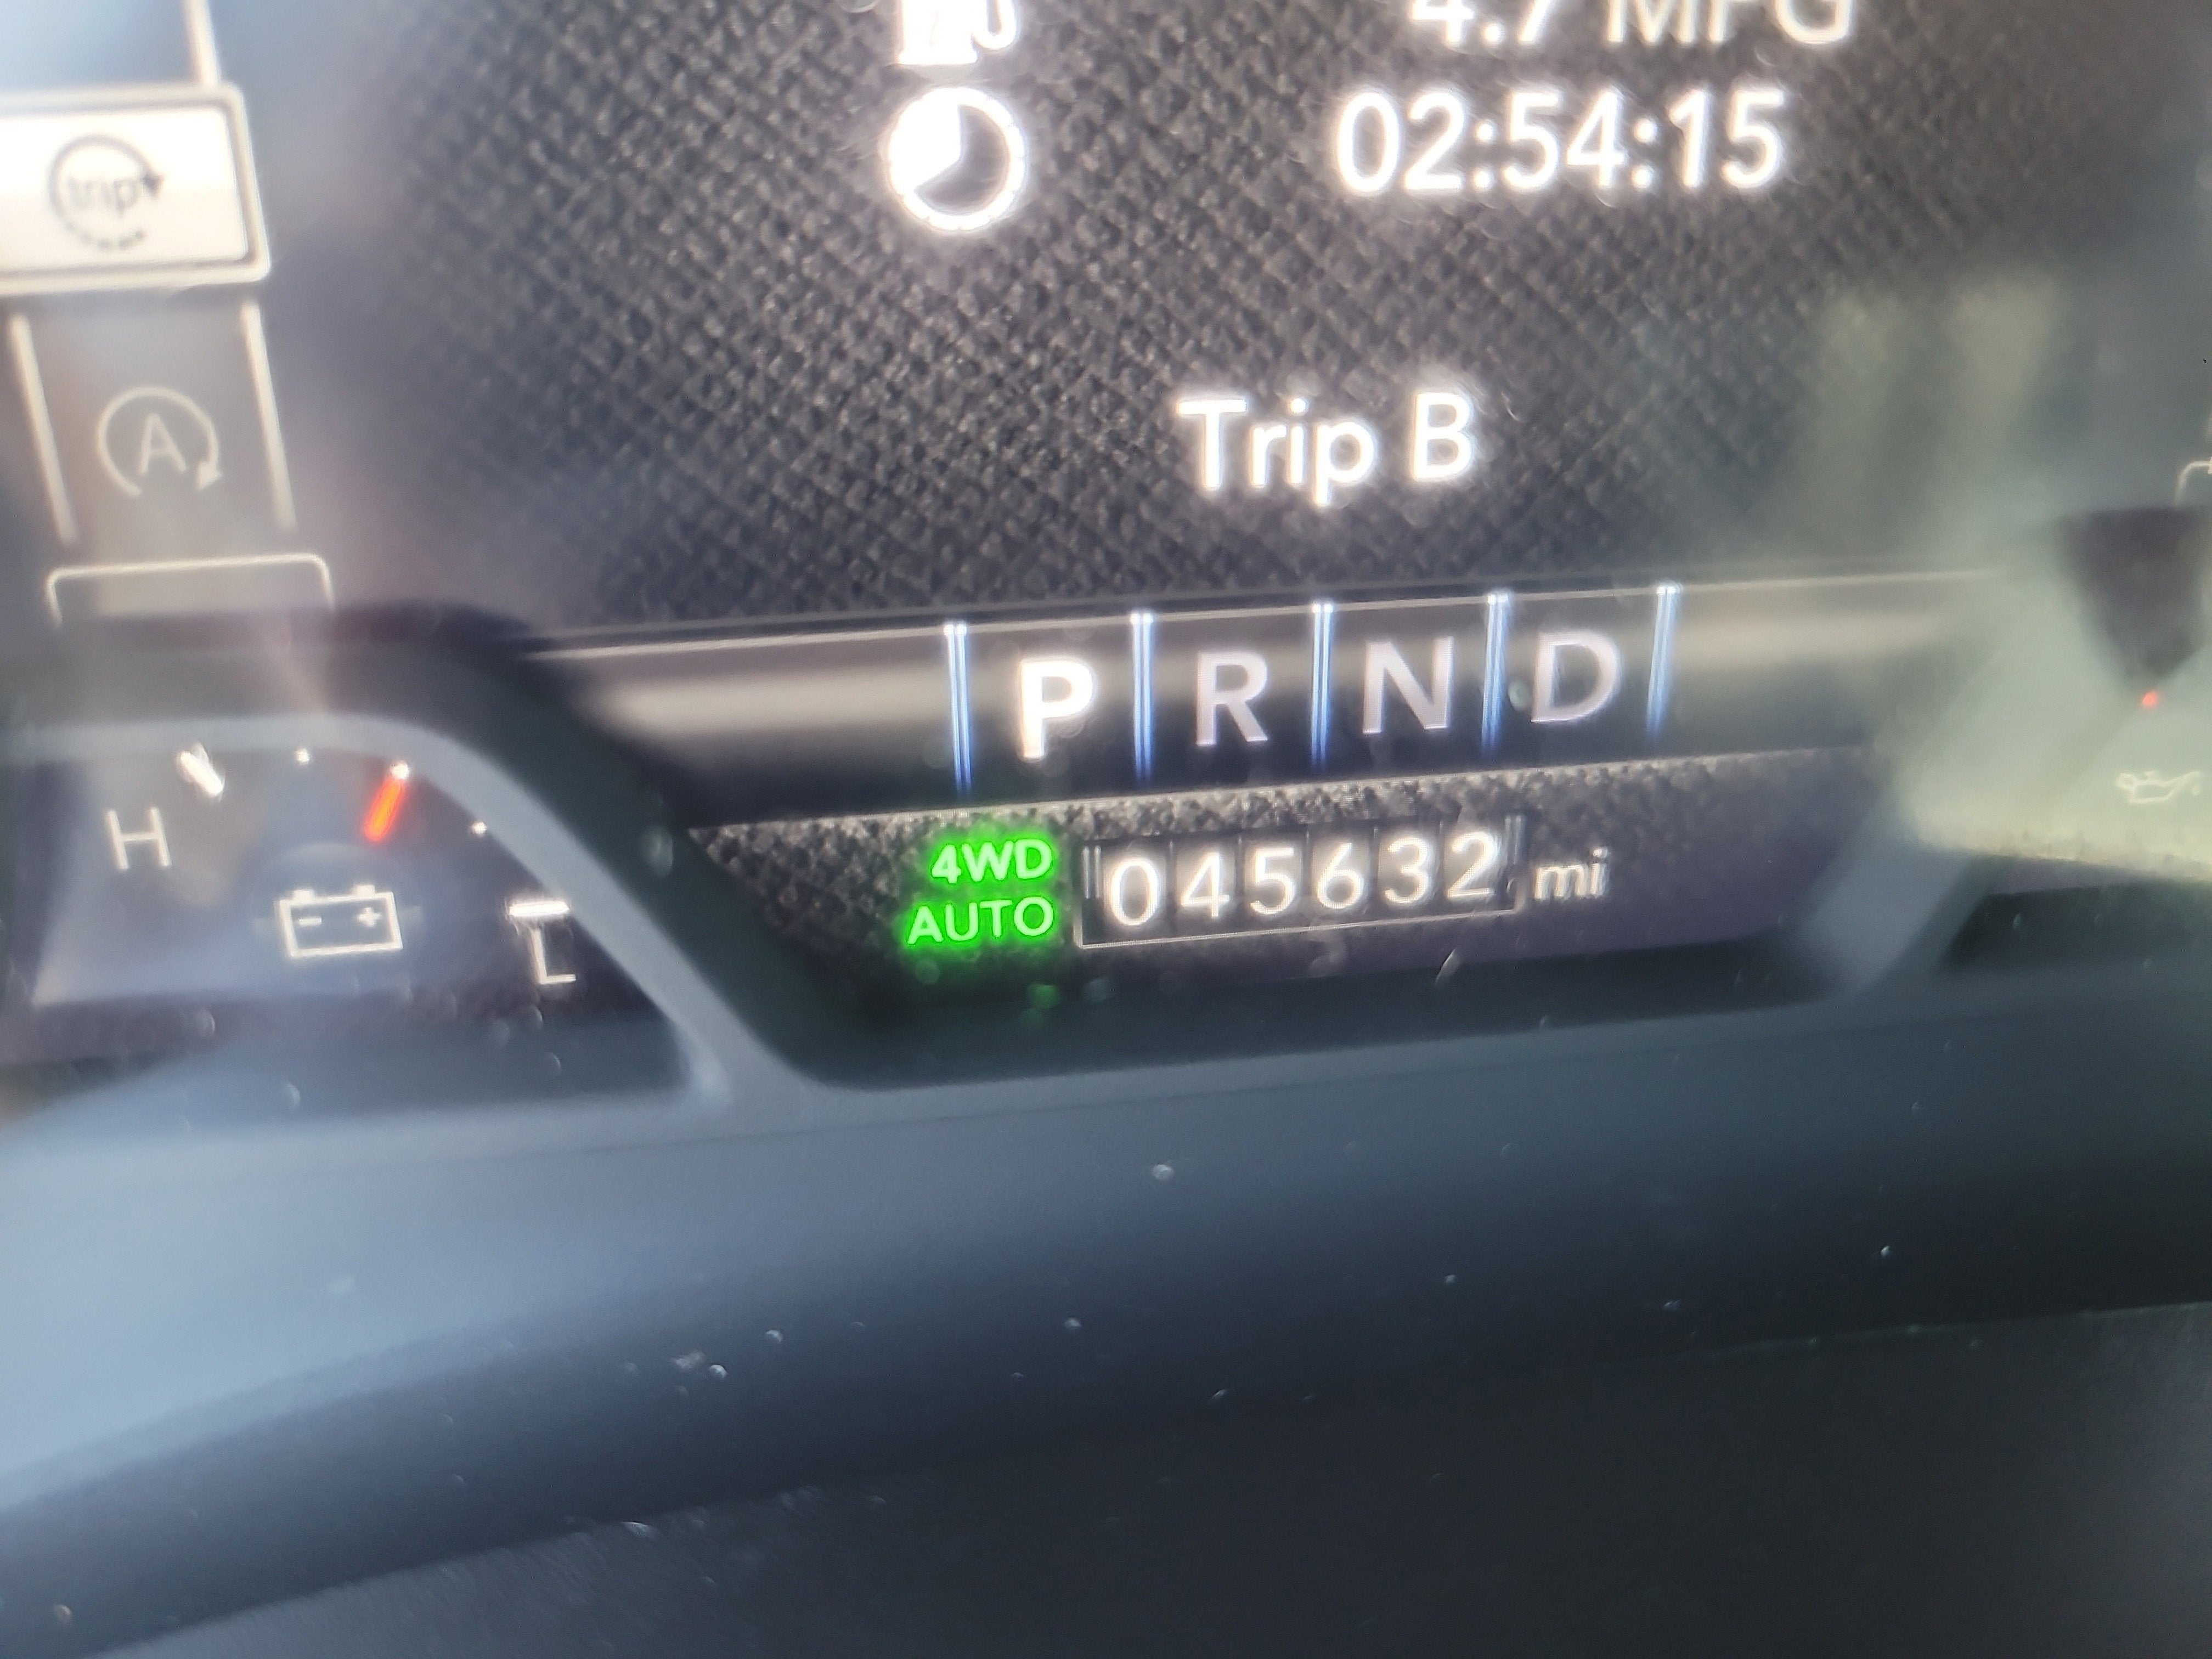 4.7 MPG
02:54:15
trip
A
Trip B
P R N D
H
L
4WD
AUTO
045632 mi